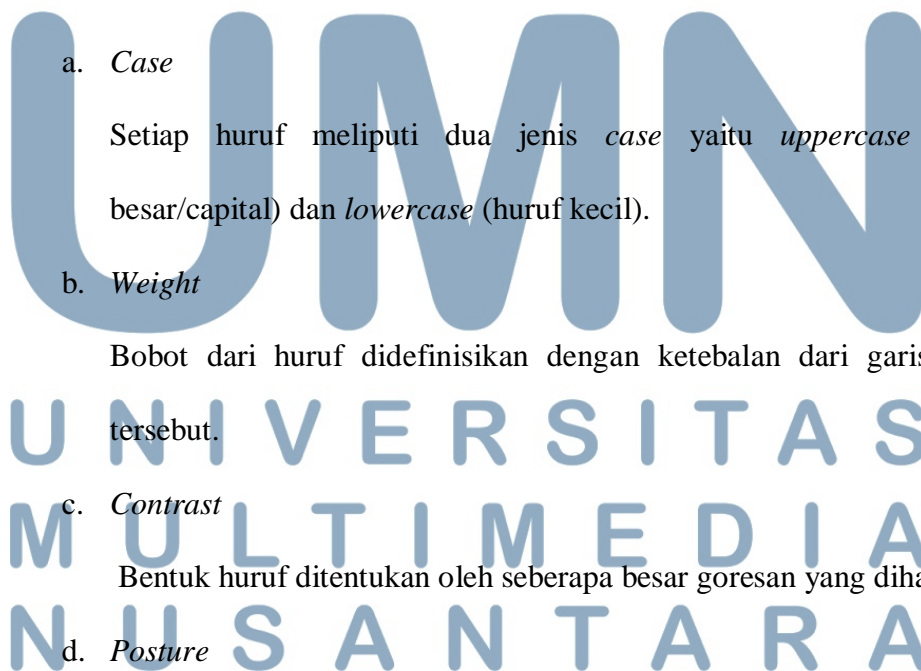 UMN
a. Case
Setiap huruf meliputi dua jenis case yaitu uppercase
besar/capital) dan lowercase (huruf kecil).
b. Weight
Bobot dari huruf didefinisikan dengan ketebalan dari garis
UNIVERSITAS
tersebut.
c. Contrast
MULTIMEDIA
Bentuk huruf ditentukan oleh seberapa besar goresan yang
NUSANTARA
d. Posture